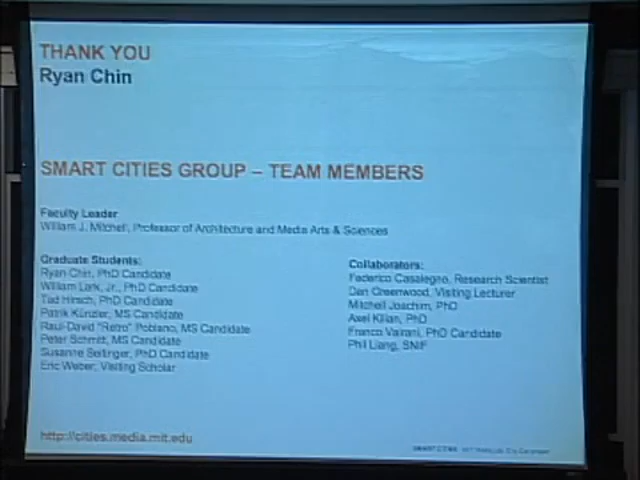 THANK YOU
Ryan Chin
SMART CITIES GROUP – TEAM MEMBERS
Faculty Leader
William J. Mitchell, Professor of Architecture and Media Arts & Sciences
Graduate Students:
Ryan Chin, PhD Candidate
William Lark, Jr., PhD Candidate
Tad Hirsch, PhD Candidate
Patrik Künzler, MS Candidate
Raul-David "Retro" Poblano, MS Candidate
Peter Schmitt, MS Candidate
Susanne Seitinger, PhD Candidate
Eric Weber, Visiting Scholar
Collaborators:
Federico Casalegno, Research Scientist
Dan Greenwood, Visiting Lecturer
Mitchell Joachim, PhD
Axel Kilian, PhD
Franco Vairani, PhD Candidate
Phil Liang, SNIF
http://cities.media.mit.edu
SMART CITIES